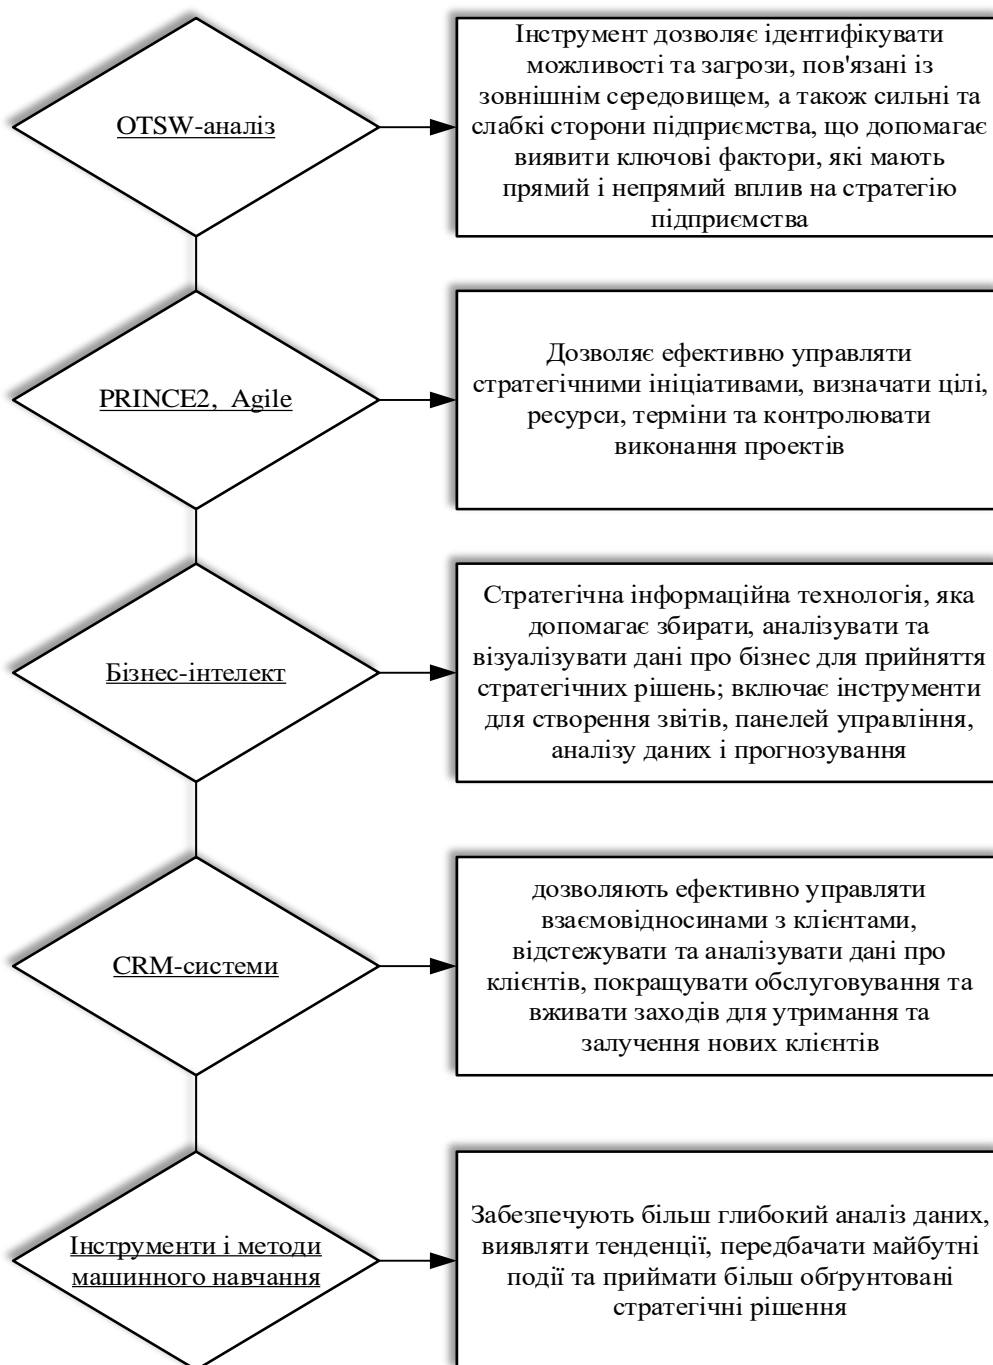 ОТSW-аналіз
Інструмент дозволяє ідентифікувати
можливості та загрози, пов'язані із
зовнішнім середовищем, а також сильні та
слабкі сторони підприємства, що допомагає
виявити ключові фактори, які мають
прямий і непрямий вплив на стратегію
підприємства
PRINCE2, Agile
Дозволяє ефективно управляти
стратегічними ініціативами, визначати цілі,
ресурси, терміни та контролювати
виконання проектів
Бізнес-інтелект
Стратегічна інформаційна технологія, яка
допомагає збирати, аналізувати та
візуалізувати дані про бізнес для прийняття
стратегічних рішень; включає інструменти
для створення звітів, панелей управління,
аналізу даних і прогнозування
CRM-системи
дозволяють ефективно управляти
взаємовідносинами з клієнтами,
відстежувати та аналізувати дані про
клієнтів, покращувати обслуговування та
вживати заходів для утримання та
залучення нових клієнтів
Інструменти і методи
машинного навчання
Забезпечують більш глибокий аналіз даних,
виявляти тенденції, передбачати майбутні
події та приймати більш обґрунтовані
стратегічні рішення